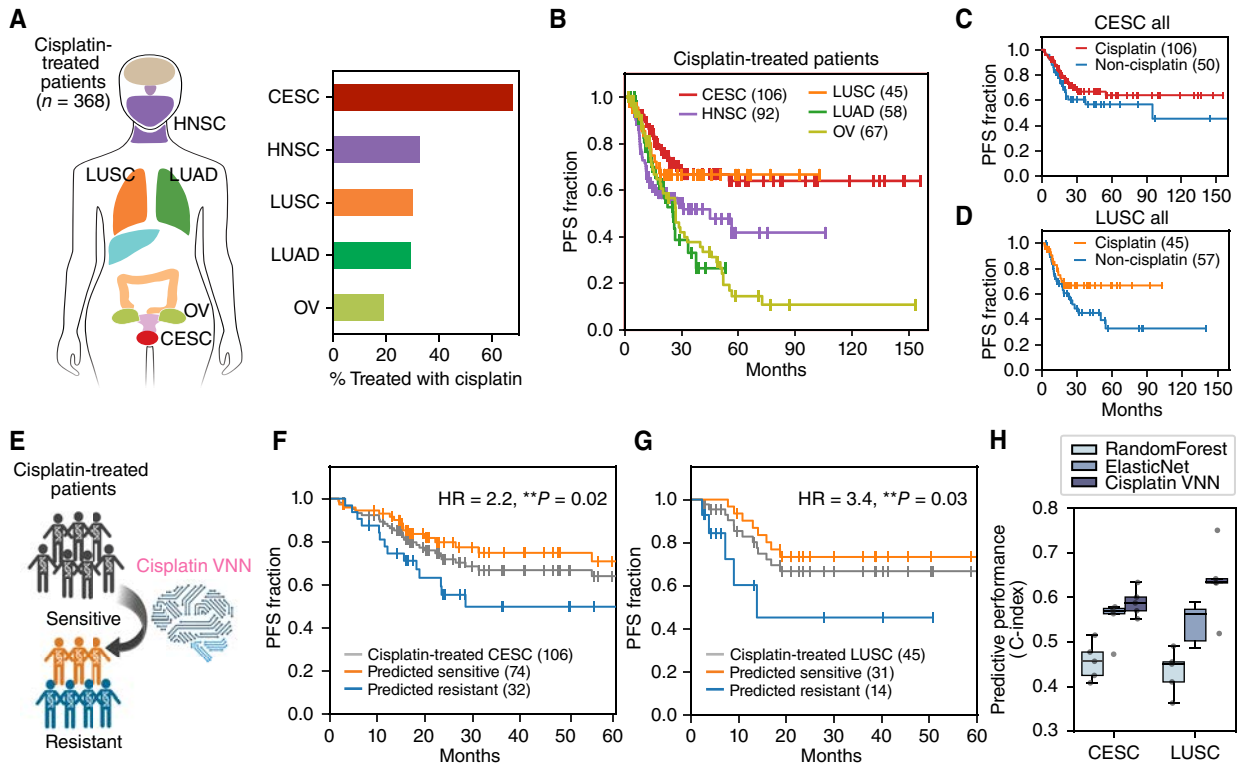 A
Cisplatin-
treated
patients
(n = 368)
HNSC
LUSC
LUAD
OV
CESC
CESC
HNSC
LUSC
LUAD
OV
0 20 40 60
% Treated with cisplatin
B
Cisplatin-treated patients
CESC (106)
HNSC (92)
LUSC (45)
LUAD (58)
OV (67)
PFS fraction
1.0
0.8
0.6
0.4
0.2
0.0
0 30 60 90 120 150
Months
C
CESC all
Cisplatin (106)
Non-cisplatin (50)
PFS fraction
1.0
0.8
0.6
0.4
0.2
0.0
0 30 60 90 120 150
D
LUSC all
Cisplatin (45)
Non-cisplatin (57)
PFS fraction
1.0
0.8
0.6
0.4
0.2
0.0
0 30 60 90 120 150
Months
E
Cisplatin-treated
patients
Cisplatin VNN
Sensitive
Resistant
F
HR = 2.2, **P = 0.02
PFS fraction
1.0
0.8
0.6
0.4
0.2
0.0
Cisplatin-treated CESC (106)
Predicted sensitive (74)
Predicted resistant (32)
0 10 20 30 40 50 60
Months
G
HR = 3.4, **P = 0.03
PFS fraction
1.0
0.8
0.6
0.4
0.2
0.0
Cisplatin-treated LUSC (45)
Predicted sensitive (31)
Predicted resistant (14)
0 10 20 30 40 50 60
Months
H
RandomForest
ElasticNet
Cisplatin VNN
Predictive performance
(C-index)
0.8
0.7
0.6
0.5
0.4
0.3
CESC LUSC